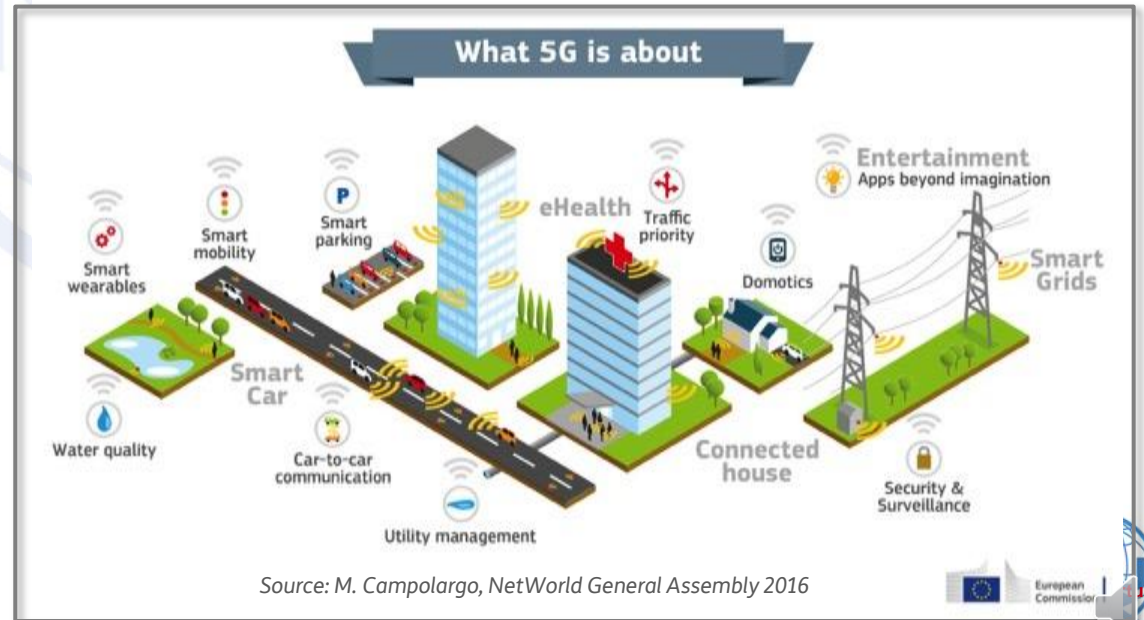 What 5G is about
Entertainment
Apps beyond imagination
eHealth
Traffic
priority
Smart
parking
P
Smart
mobility
Smart
wearables
Domotics
Smart
Grids
Smart
Car
Water quality
Car-to-car
communication
Connected
house
Security &
Surveillance
Utility management
Source: M. Campolargo, NetWorld General Assembly 2016
European